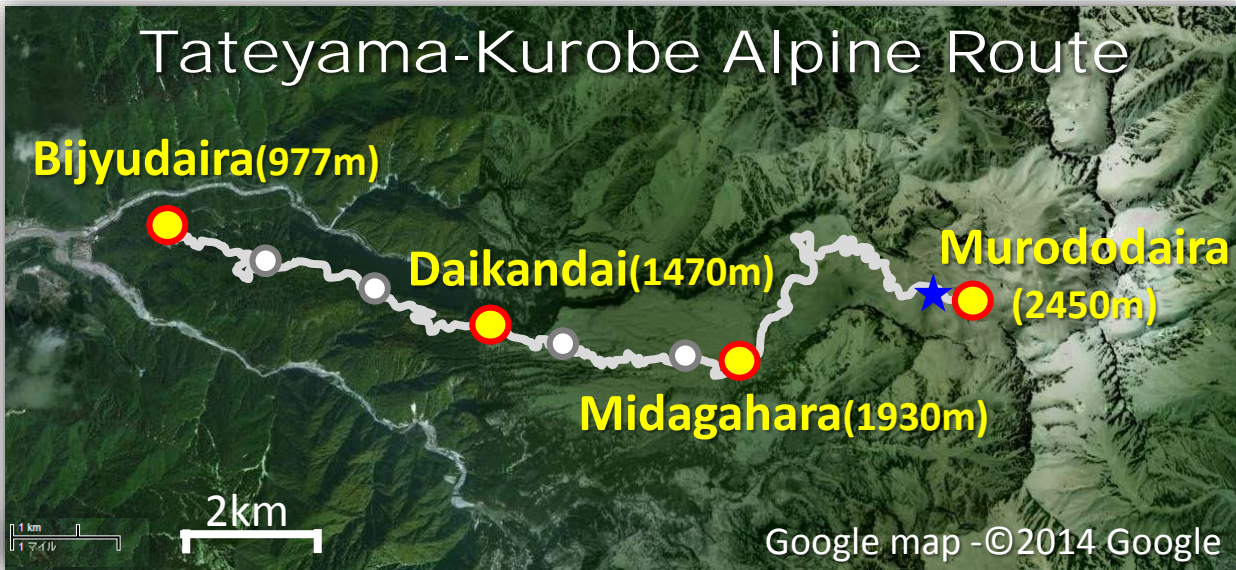 Tateyama-Kurobe Alpine Route
Bijyudaira(977m)
Daikandai(1470m)
Murododaira
(2450m)
Midagahara(1930m)
2km
1 km
1 マイル
Google map -©2014 Google